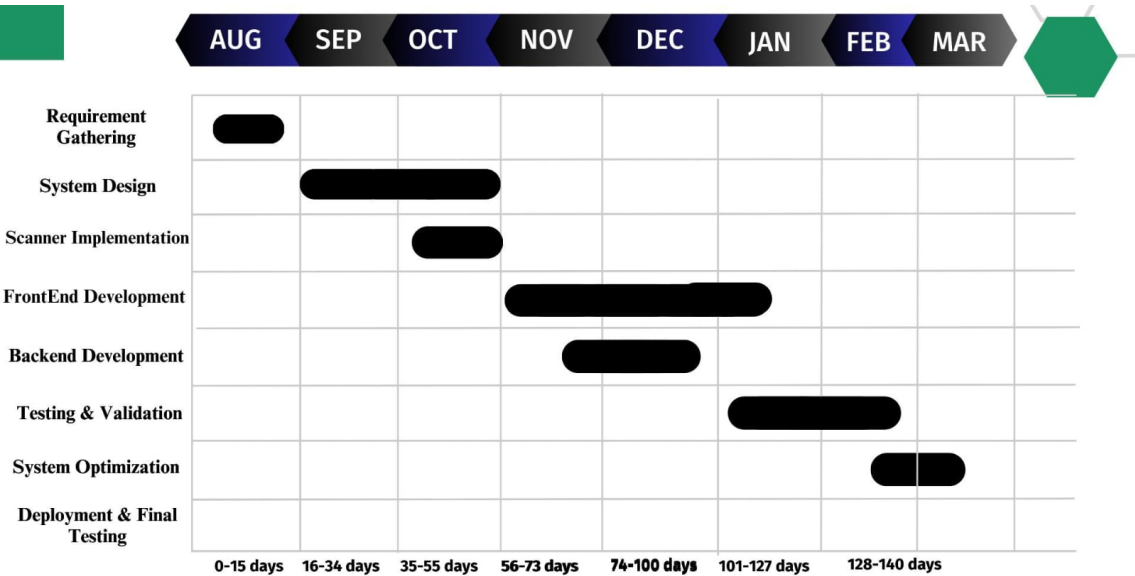 AUG SEP OCT NOV DEC JAN FEB MAR
Requirement
Gathering
System Design
Scanner Implementation
FrontEnd Development
Backend Development
Testing & Validation
System Optimization
Deployment & Final
Testing
0-15 days 16-34 days 35-55 days 56-73 days 74-100 days 101-127 days 128-140 days